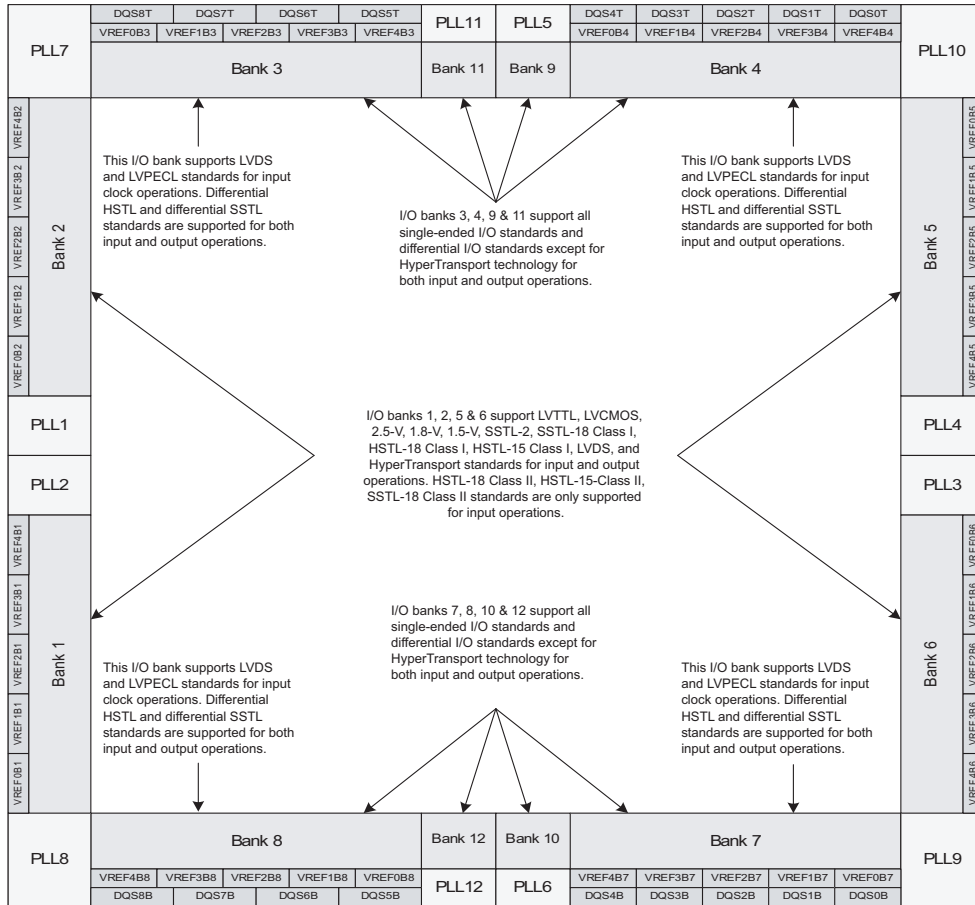 DQS8T DQS7T DQS6T DQS5T PLL11 PLL5 DQS4T DQS3T DQS2T DQS1T DQS0T
VREF0B3 VREF1B3 VREF2B3 VREF3B3 VREF4B3 VREF0B4 VREF1B4 VREF2B4 VREF3B4 VREF4B4
PLL7 PLL10
Bank 3 Bank 11 Bank 9 Bank 4
VREF4B2
VREF3B2
VREF2B2
VREF1B2
VREF0B2
Bank 2
This I/O bank supports LVDS
and LVPECL standards for input
clock operations. Differential
HSTL and differential SSTL
standards are supported for both
input and output operations.
I/O banks 3, 4, 9 & 11 support all
single-ended I/O standards and
differential I/O standards except for
HyperTransport technology for
both input and output operations.
This I/O bank supports LVDS
and LVPECL standards for input
clock operations. Differential
HSTL and differential SSTL
standards are supported for both
input and output operations.
Bank 5
VREF0B5
VREF1B5
VREF2B5
VREF3B5
VREF4B5
PLL1
PLL2
I/O banks 1, 2, 5 & 6 support LVTTL, LVCMOS,
2.5-V, 1.8-V, 1.5-V, SSTL-2, SSTL-18 Class I,
HSTL-18 Class I, HSTL-15 Class I, LVDS, and
HyperTransport standards for input and output
operations. HSTL-18 Class II, HSTL-15-Class II,
SSTL-18 Class II standards are only supported
for input operations.
PLL4
PLL3
VREF4B1
VREF3B1
VREF2B1
VREF1B1
VREF0B1
Bank 1
This I/O bank supports LVDS
and LVPECL standards for input
clock operations. Differential
HSTL and differential SSTL
standards are supported for both
input and output operations.
I/O banks 7, 8, 10 & 12 support all
single-ended I/O standards and
differential I/O standards except for
HyperTransport technology for
both input and output operations.
This I/O bank supports LVDS
and LVPECL standards for input
clock operations. Differential
HSTL and differential SSTL
standards are supported for both
input and output operations.
Bank 6
VREF0B6
VREF1B6
VREF2B6
VREF3B6
VREF4B6
Bank 8 Bank 12 Bank 10 Bank 7
PLL8 PLL9
VREF4B8 VREF3B8 VREF2B8 VREF1B8 VREF0B8 PLL12 PLL6 VREF4B7 VREF3B7 VREF2B7 VREF1B7 VREF0B7
DQS8B DQS7B DQS6B DQS5B DQS4B DQS3B DQS2B DQS1B DQS0B